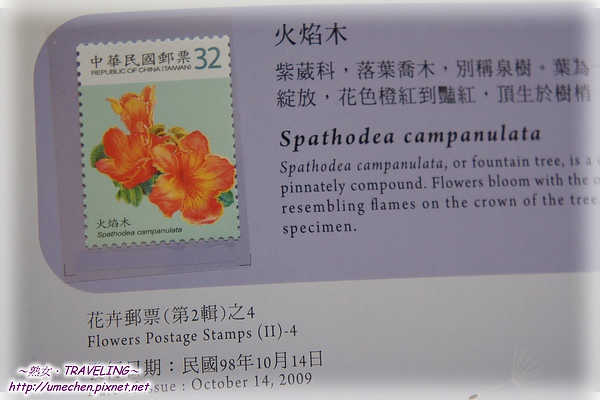 中華民國郵票 32
REPUBLIC OF CHINA (TAIWAN)
火焰木
Spathodea campanulata
火焰木
紫葳科，落葉喬木，別稱泉樹。葉為一
綻放，花色橙紅到豔紅，頂生於樹梢
Spathodea campanulata
Spathodea campanulata, or fountain tree, is a
pinnately compound. Flowers bloom with the
resembling flames on the crown of the tree.
specimen.
花卉郵票(第2輯)之4
Flowers Postage Stamps (II)-4
日期：民國98年10月14日
Issue : October 14, 2009
～熟女‧TRAVELING～
http://umechen.pixnet.net